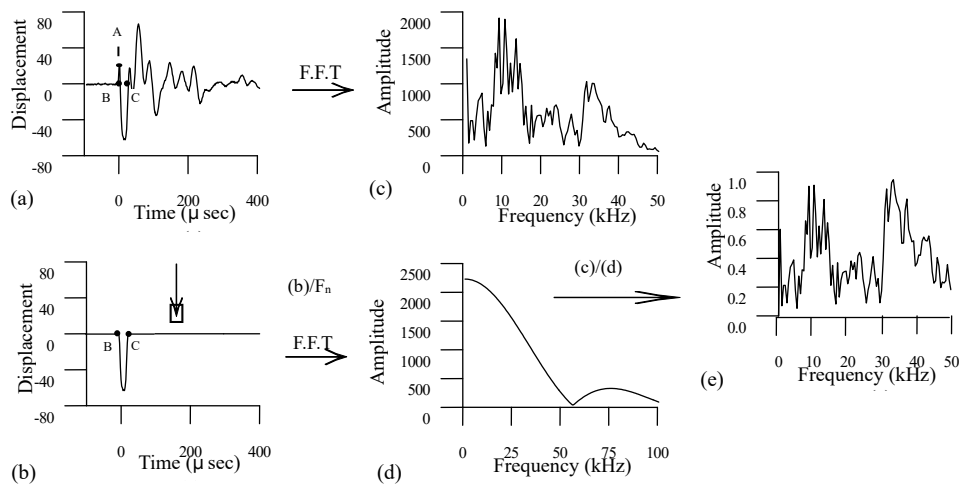 80
40
0
-40
-80
Displacement
A
B
C
0
200
400
Time (μ sec)
(a)
F.F.T
2000
1500
1000
500
0
Amplitude
0
10
20
30
40
50
Frequency (kHz)
(c)
80
40
0
-40
-80
Displacement
B
C
0
200
400
Time (μ sec)
(b)
(b)/Fn
F.F.T
2500
2000
1500
1000
500
0
Amplitude
0
25
50
75
100
Frequency (kHz)
(d)
(c)/(d)
1.0
0.8
0.6
0.4
0.2
0.0
Amplitude
0
10
20
30
40
50
Frequency (kHz)
(e)